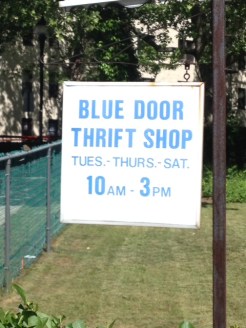 BLUE DOOR
THRIFT SHOP
TUES.-THURS.-SAT.
10AM - 3PM